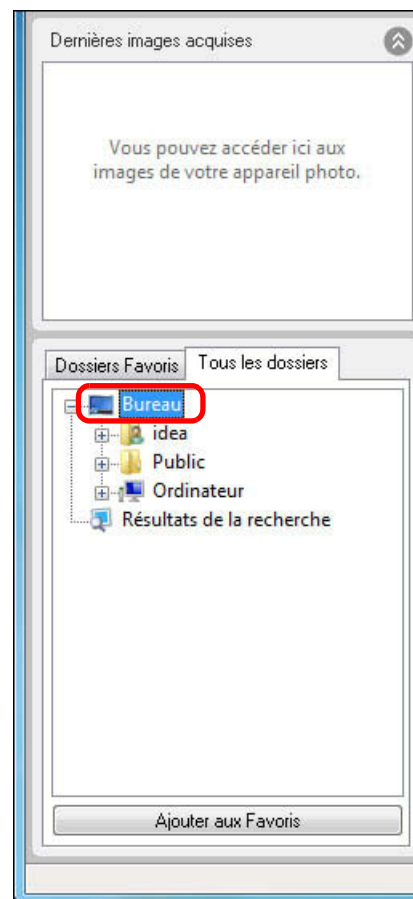 Dernières images acquises
Vous pouvez accéder ici aux
images de votre appareil photo.
Dossiers Favoris
Tous les dossiers
Bureau
idea
Public
Ordinateur
Résultats de la recherche
Ajouter aux Favoris